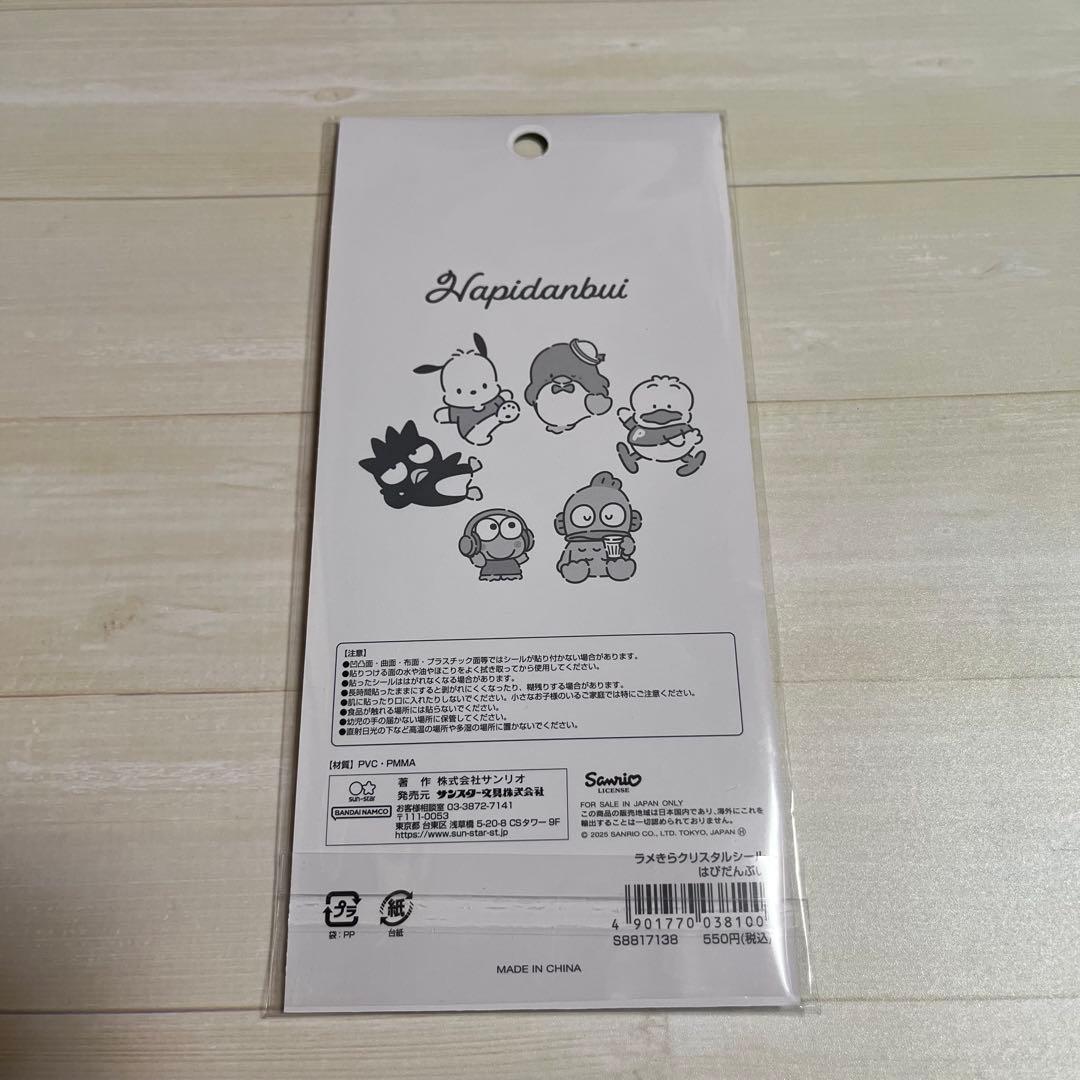 Hapidanbui
P
【注意】
●凹凸面・曲面・布面・プラスチック面等ではシールが貼り付かない場合があります。
●貼りつける面の水や油やほこりをよく拭き取ってから使用してください。
●貼ったシールははがれなくなる場合があります。
●長時間貼ったままにすると剥がれにくくなったり、糊残りする場合があります。
●肌に貼ったり口に入れたりしないでください。小さなお子様のいるご家庭では特にご注意ください。
●食品が触れる場所には貼らないでください。
●幼児の手の届かない場所に保管してください。
●直射日光の下など高温の場所や多湿の場所に置かないでください。
【材質】PVC・PMMA
sun-star
BANDAI NAMCO
著 作 株式会社サンリオ
発売元 サンスター文具株式会社
お客様相談室 03-3872-7141
〒111-0053
東京都 台東区 浅草橋 5-20-8 CSタワー 9F
https://www.sun-star-st.jp
Sanrio
LICENSE
FOR SALE IN JAPAN ONLY
この商品の販売地域は日本国内であり、海外にこれを
輸出することは一切認められておりません。
© 2025 SANRIO CO., LTD. TOKYO, JAPAN Ⓗ
ラメきらクリスタルシール
はぴだんぶい
4 901770 038100
S8817138 550円(税込)
プラ
袋:PP
紙
台紙
MADE IN CHINA